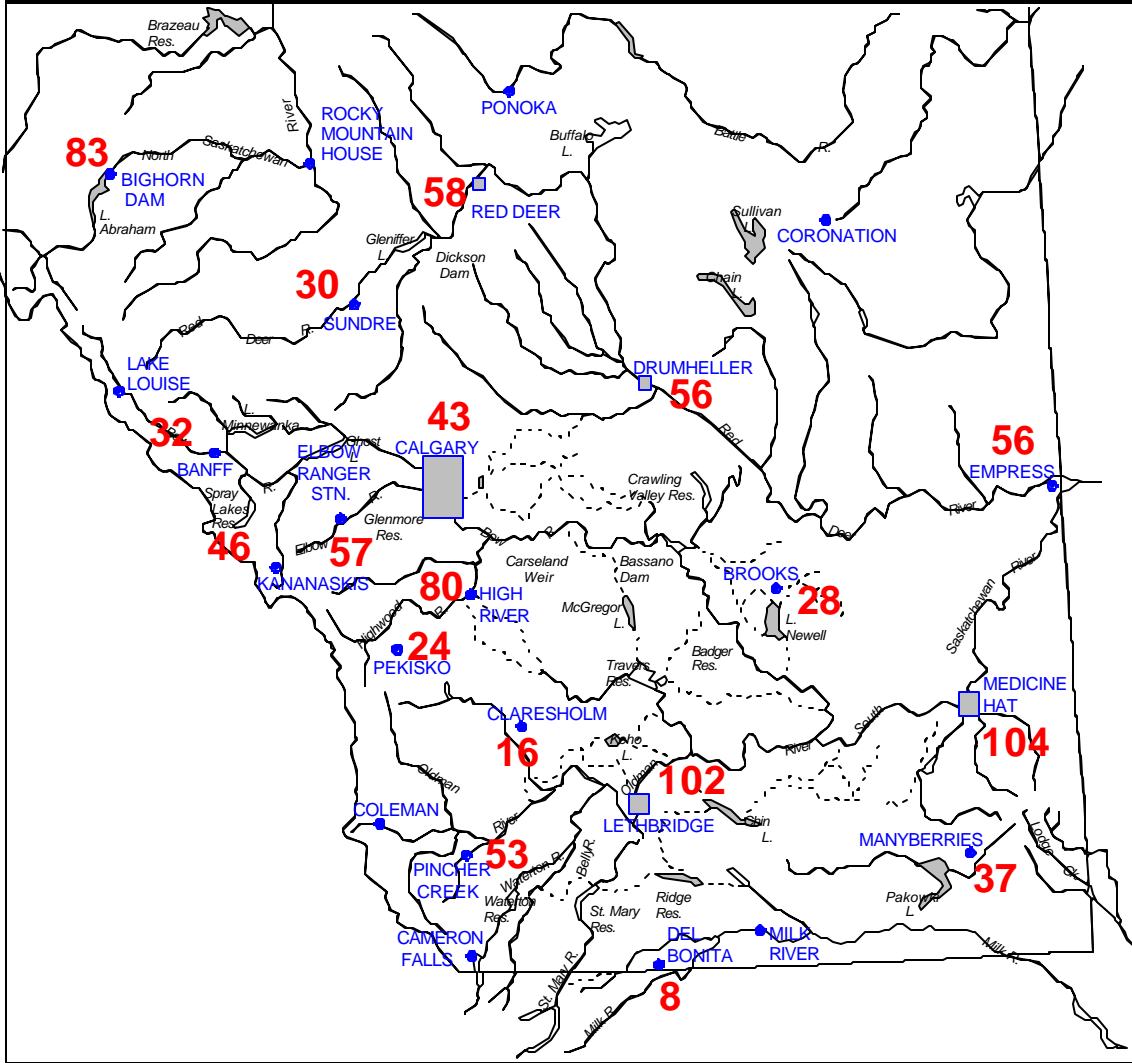 Brazeau
Res.
River
PONOKA
ROCKY
MOUNTAIN
HOUSE
Buffalo
L.
Battle
R.
83
North
Saskatchewan
BIGHORN
DAM
L.
Abraham
58
RED DEER
Sullivan
L.
CORONATION
Gleniffer
L.
Dickson
Dam
Chain
L.
30
SUNDRE
Red
Deer
R.
LAKE
LOUISE
DRUMHELLER
56
Red
L.
Minnewanka
43
CALGARY
32
Bow
BANFF
Ghost
L.
ELBOW
RANGER
STN.
R.
56
EMPRESS
Spray
Lakes
Res.
R.
Crawling
Valley Res.
River
Glenmore
Res.
Elbow
57
Bow
R.
Deer
46
KANANASKIS
Carseland
Weir
Bassano
Dam
BROOKS
28
River
80
HIGH
RIVER
McGregor
L.
L.
Newell
Saskatchewan
Highwood
R.
24
PEKISKO
Badger
Res.
Travers
Res.
MEDICINE
HAT
104
CLARESHOLM
16
Keho
L.
River
South
Oldman
Oldman
102
LETHBRIDGE
COLEMAN
River
Chin
L.
MANYBERRIES
37
Lodge
Ck.
53
PINCHER
CREEK
Waterton R.
Waterton
Res.
Belly R.
Pakowki
L.
St. Mary
Res.
Ridge
Res.
CAMERON
FALLS
DEL
BONITA
MILK
RIVER
Milk R.
St. Mary R.
8
Milk R.